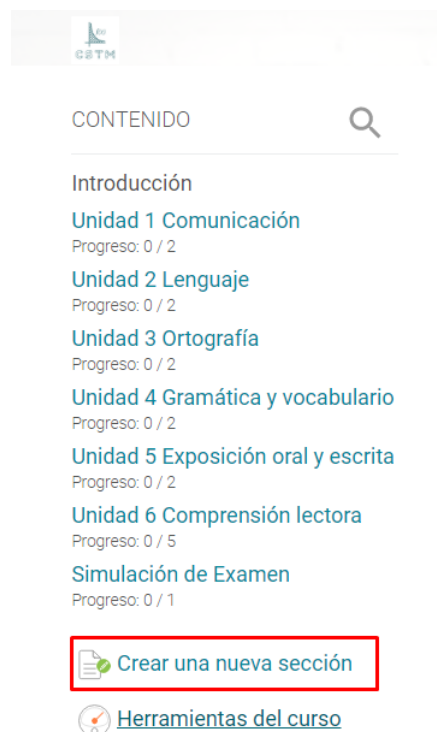 CSTM
CONTENIDO
Introducción
Unidad 1 Comunicación
Progreso: 0 / 2
Unidad 2 Lenguaje
Progreso: 0 / 2
Unidad 3 Ortografía
Progreso: 0 / 2
Unidad 4 Gramática y vocabulario
Progreso: 0 / 2
Unidad 5 Exposición oral y escrita
Progreso: 0 / 2
Unidad 6 Comprensión lectora
Progreso: 0 / 5
Simulación de Examen
Progreso: 0 / 1
Crear una nueva sección
Herramientas del curso